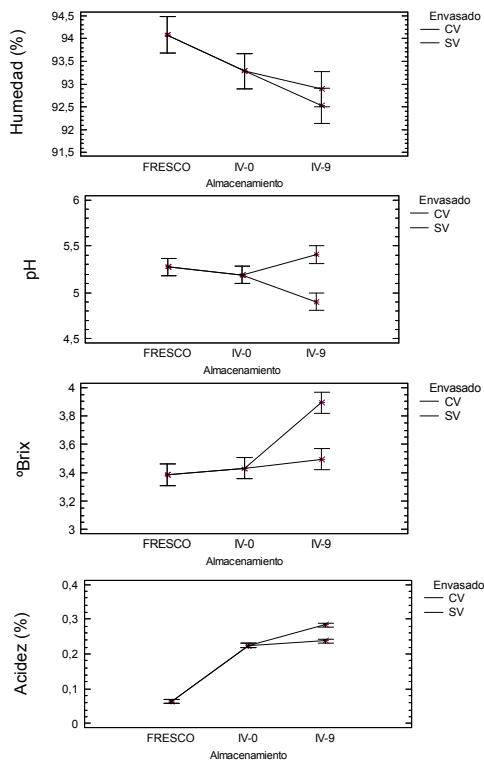 94,5
94
93,5
93
92,5
92
91,5
Humedad (%)
FRESCO IV-0 IV-9
Almacenamiento
Envasado
CV
SV
6
5,5
5
4,5
pH
FRESCO IV-0 IV-9
Almacenamiento
Envasado
CV
SV
4
3,8
3,6
3,4
3,2
3
ºBrix
FRESCO IV-0 IV-9
Almacenamiento
Envasado
CV
SV
0,4
0,3
0,2
0,1
0
Acidez (%)
FRESCO IV-0 IV-9
Almacenamiento
Envasado
CV
SV